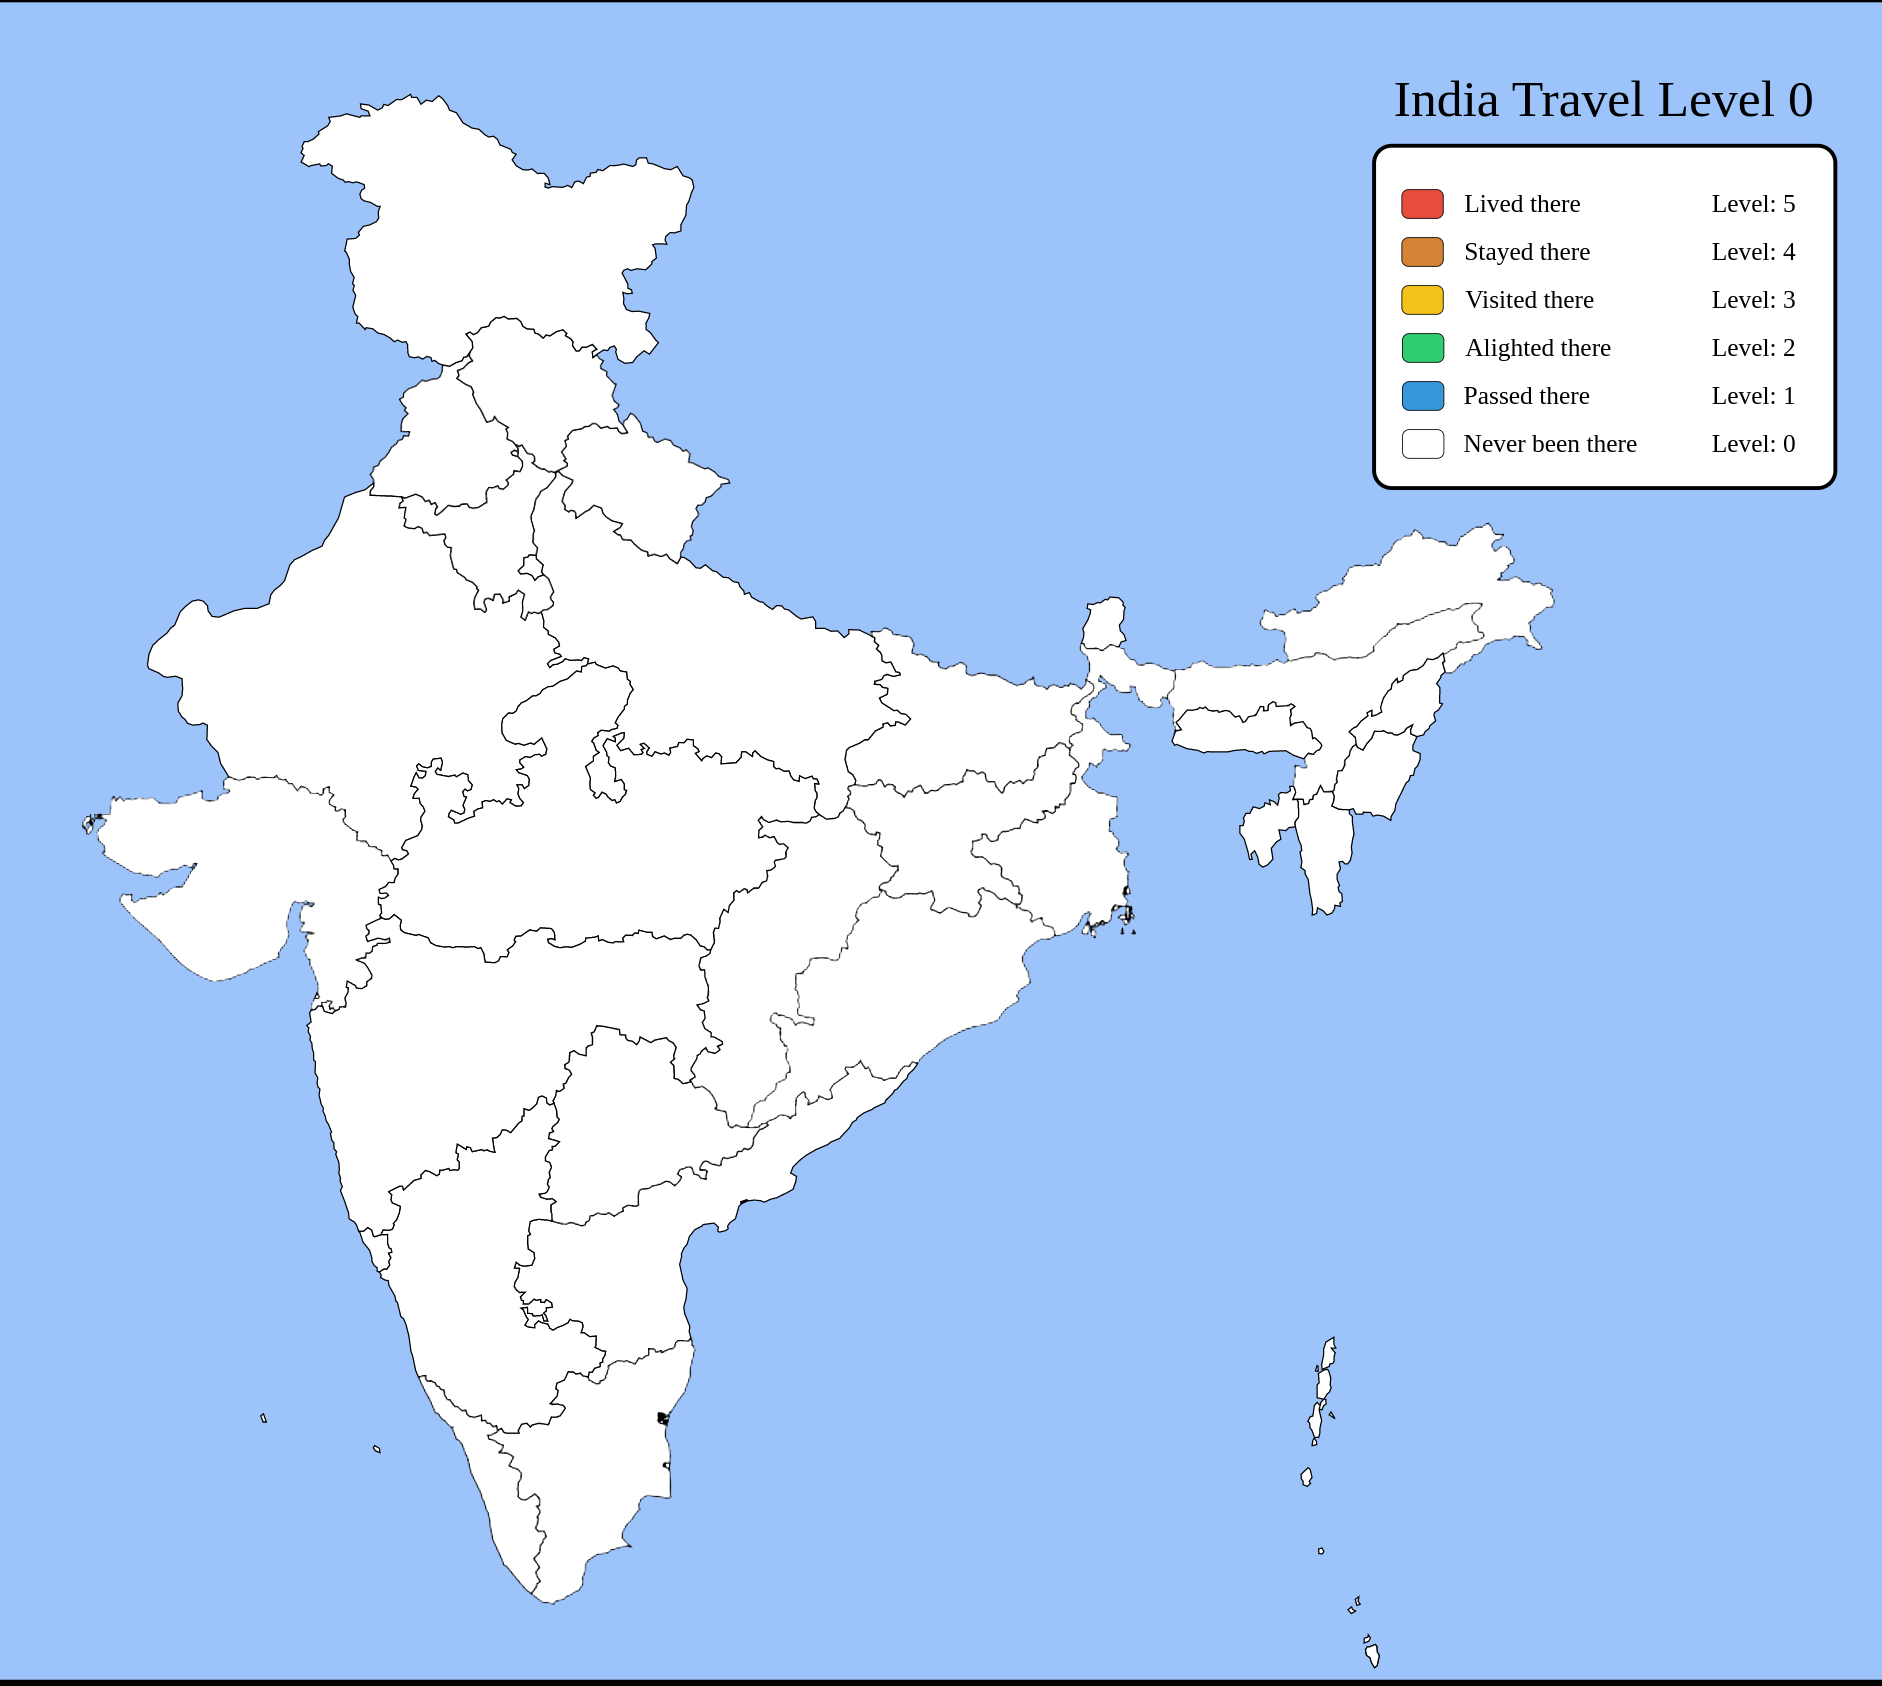 India Travel Level 0
Lived there Level: 5
Stayed there Level: 4
Visited there Level: 3
Alighted there Level: 2
Passed there Level: 1
Never been there Level: 0